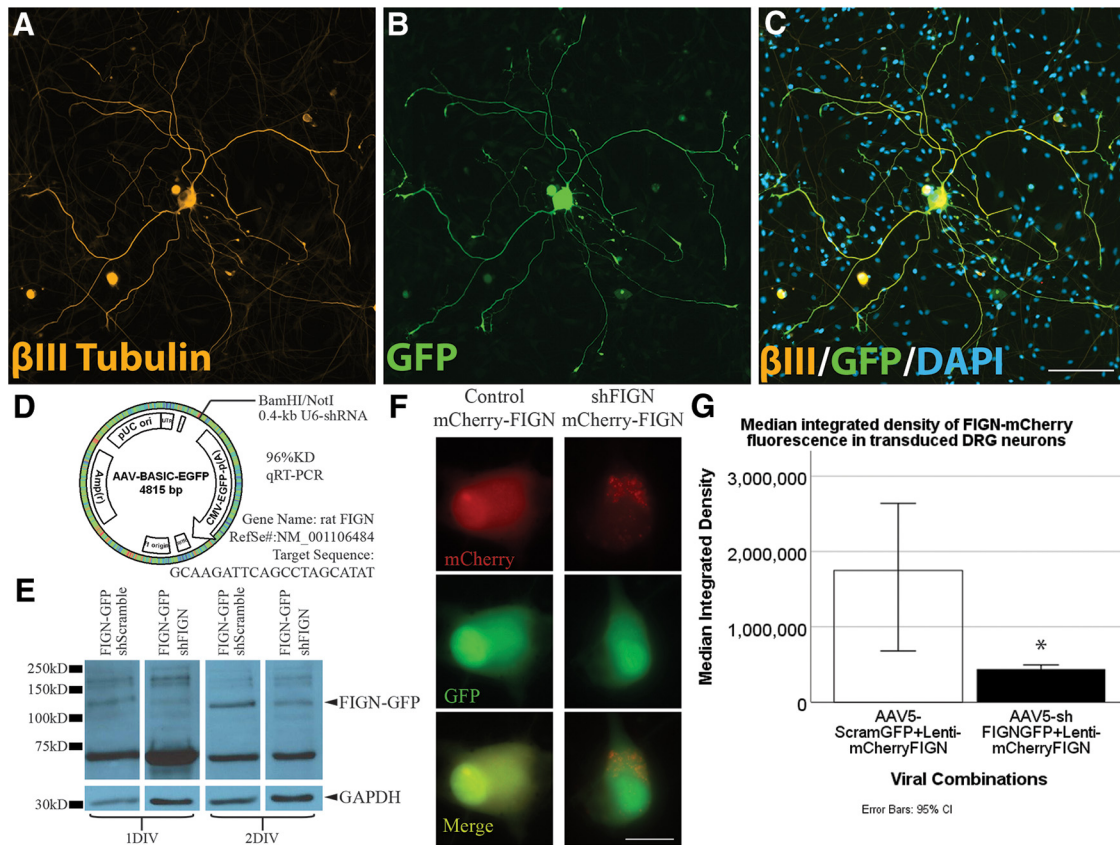 A
B
C
βIII Tubulin
GFP
βIII/GFP/DAPI
D
BamHI/NotI
0.4-kb U6-shRNA
pUC ori
Amp(r)
AAV-BASIC-EGFP
4815 bp
CMV-EGFP-p(A)
96%KD
qRT-PCR
Gene Name: rat FIGN
RefSe#:NM_001106484
Target Sequence:
GCAAGATTCAGCCTAGCATAT
E
FIGN-GFP
shScramble
FIGN-GFP
shFIGN
FIGN-GFP
shScramble
FIGN-GFP
shFIGN
250kD
150kD
100kD
75kD
30kD
FIGN-GFP
GAPDH
1DIV
2DIV
F
Control
mCherry-FIGN
shFIGN
mCherry-FIGN
mCherry
GFP
Merge
G
Median integrated density of FIGN-mCherry
fluorescence in transduced DRG neurons
Median Integrated Density
3,000,000
2,000,000
1,000,000
0
*
AAV5-
ScramGFP+Lenti-
mCherryFIGN
AAV5-sh
FIGNGFP+Lenti-
mCherryFIGN
Viral Combinations
Error Bars: 95% CI